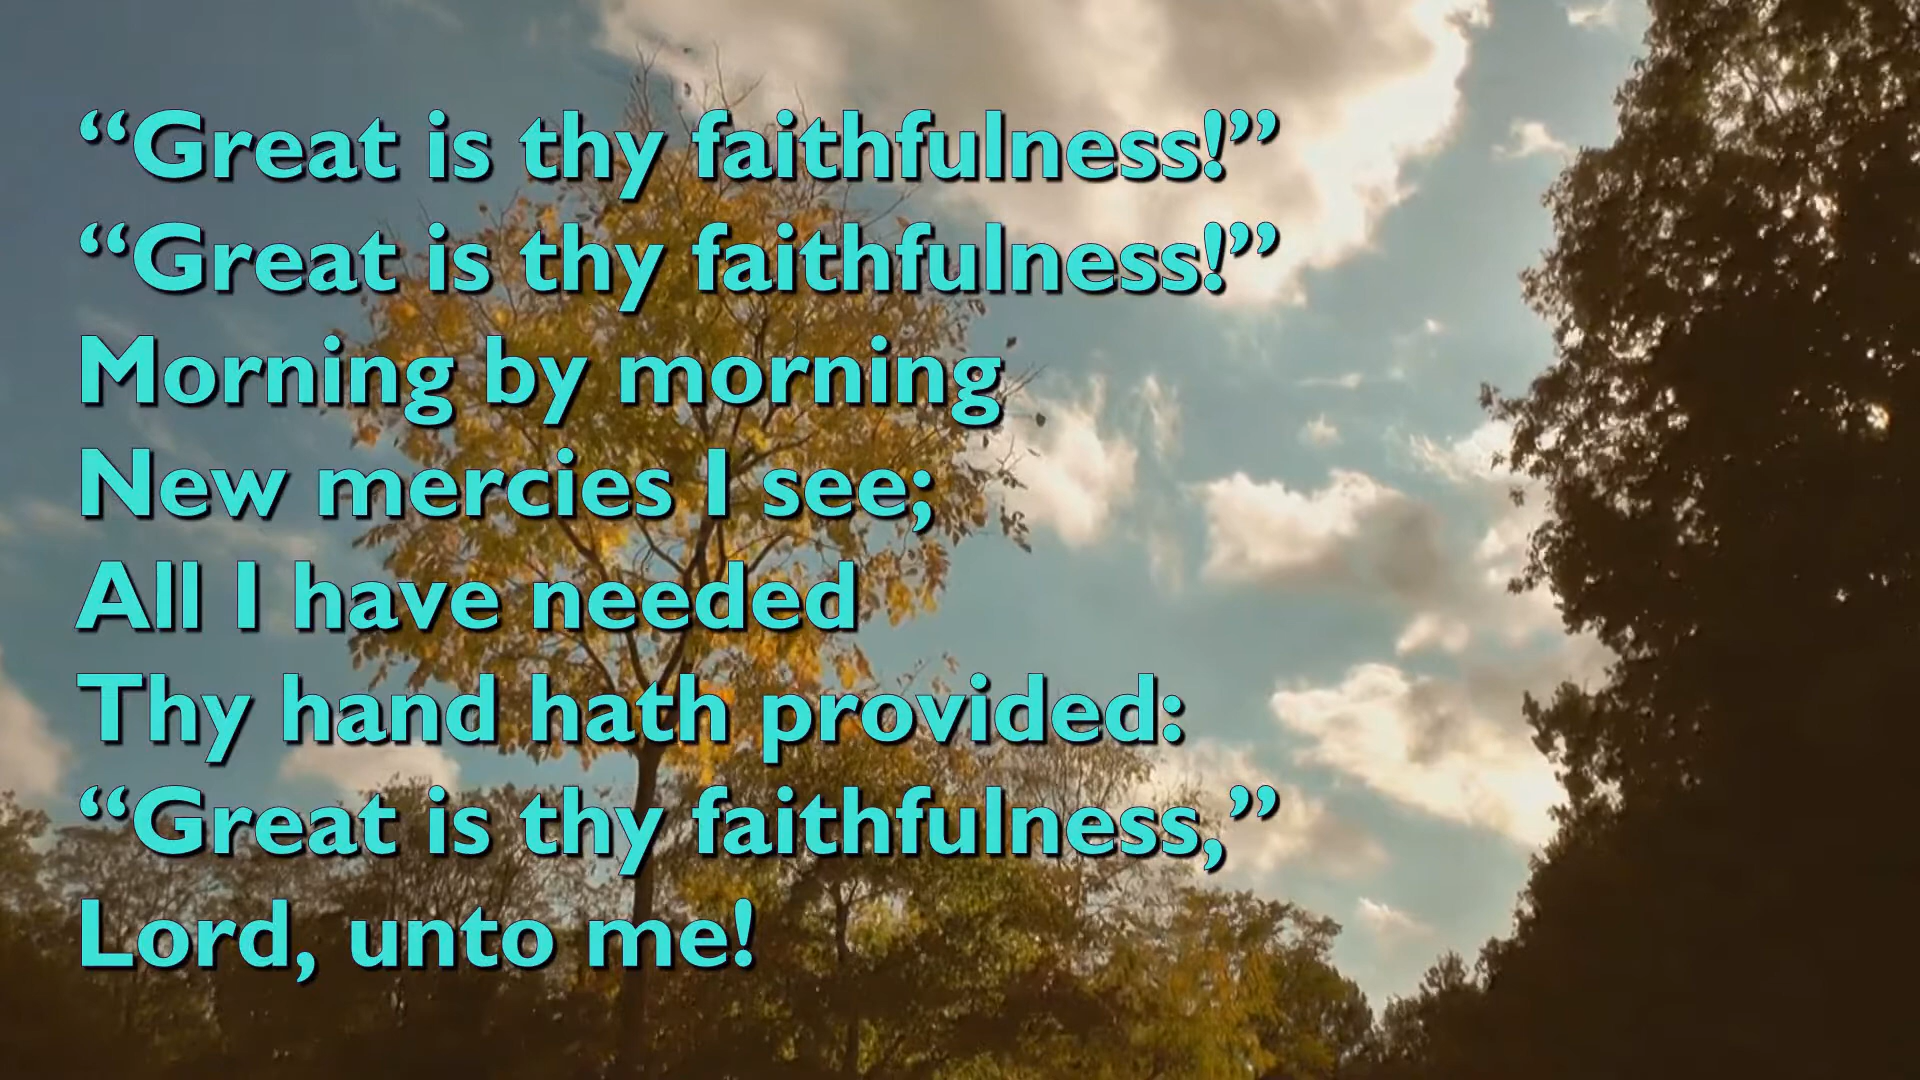 “Great is thy faithfulness!”
“Great is thy faithfulness!”
Morning by morning
New mercies I see;
All I have needed
Thy hand hath provided:
“Great is thy faithfulness,”
Lord, unto me!